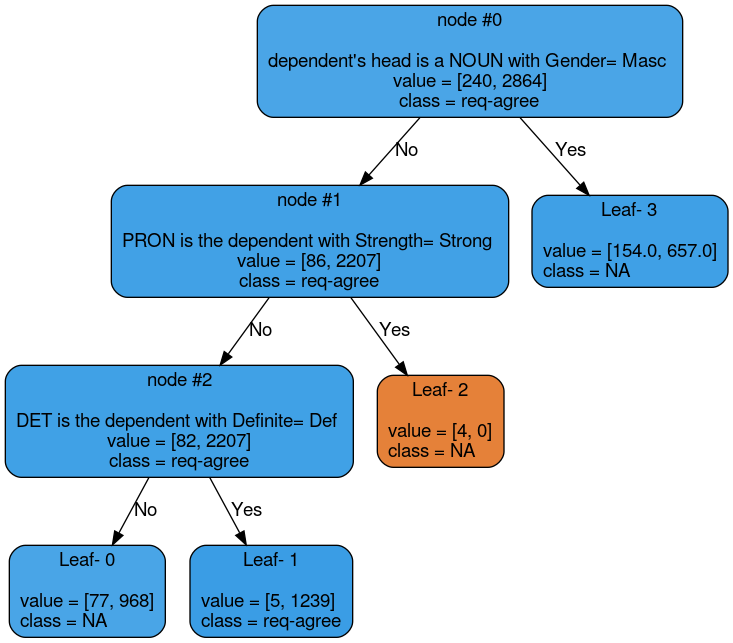 node #0
dependent's head is a NOUN with Gender= Masc
value = [240, 2864]
class = req-agree
No
Yes
node #1
PRON is the dependent with Strength= Strong
value = [86, 2207]
class = req-agree
Leaf- 3
value = [154.0, 657.0]
class = NA
No
Yes
node #2
DET is the dependent with Definite= Def
value = [82, 2207]
class = req-agree
Leaf- 2
value = [4, 0]
class = NA
No
Yes
Leaf- 0
value = [77, 968]
class = NA
Leaf- 1
value = [5, 1239]
class = req-agree